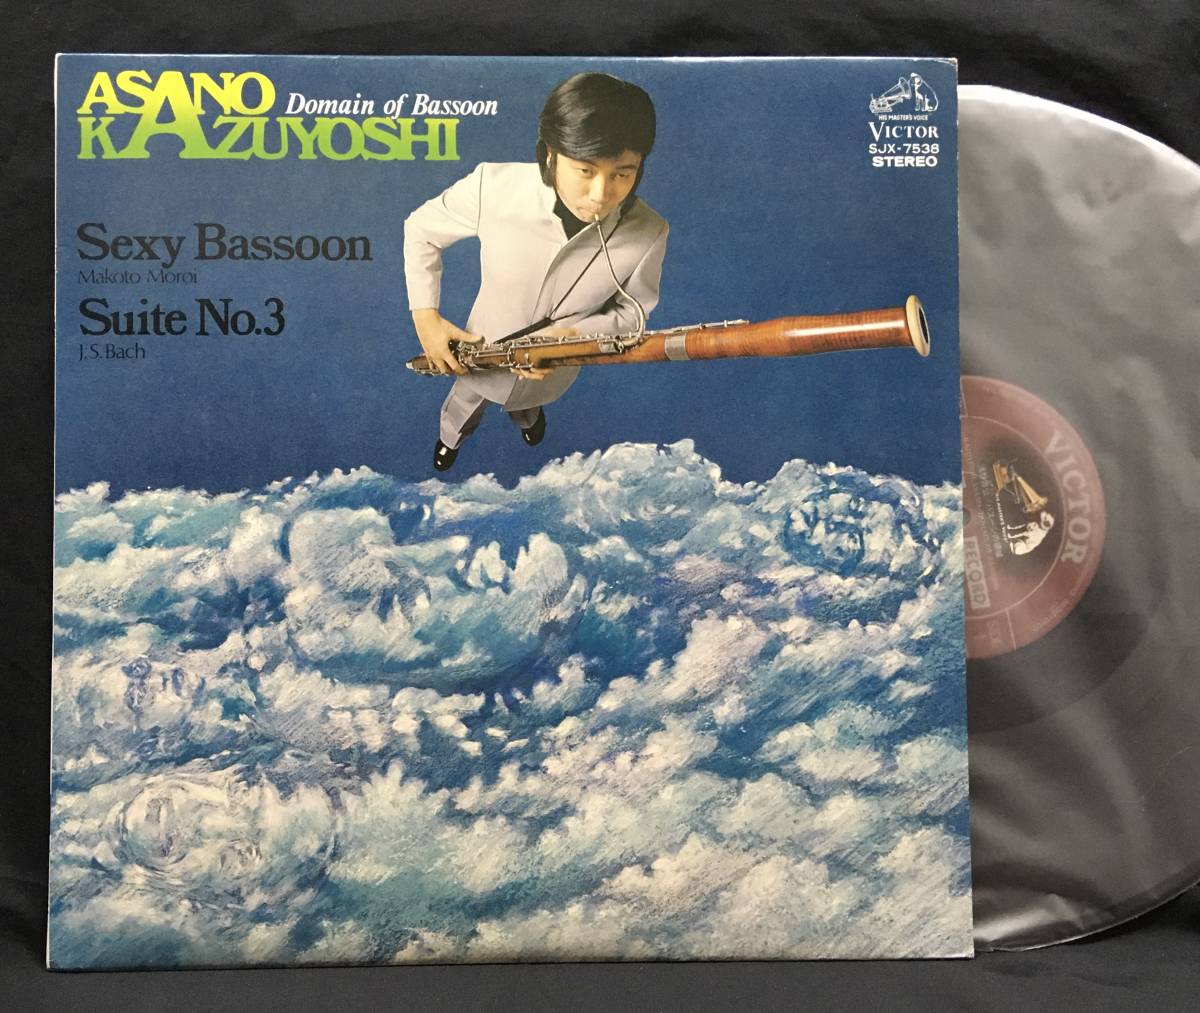 ASANO
Domain of Bassoon
KAZUYOSHI
Sexy Bassoon
Makoto Moroi
Suite No.3
J.S.Bach
HIS MASTER'S VOICE
VICTOR
SJX-7538
STEREO
VICTOR
RECORD